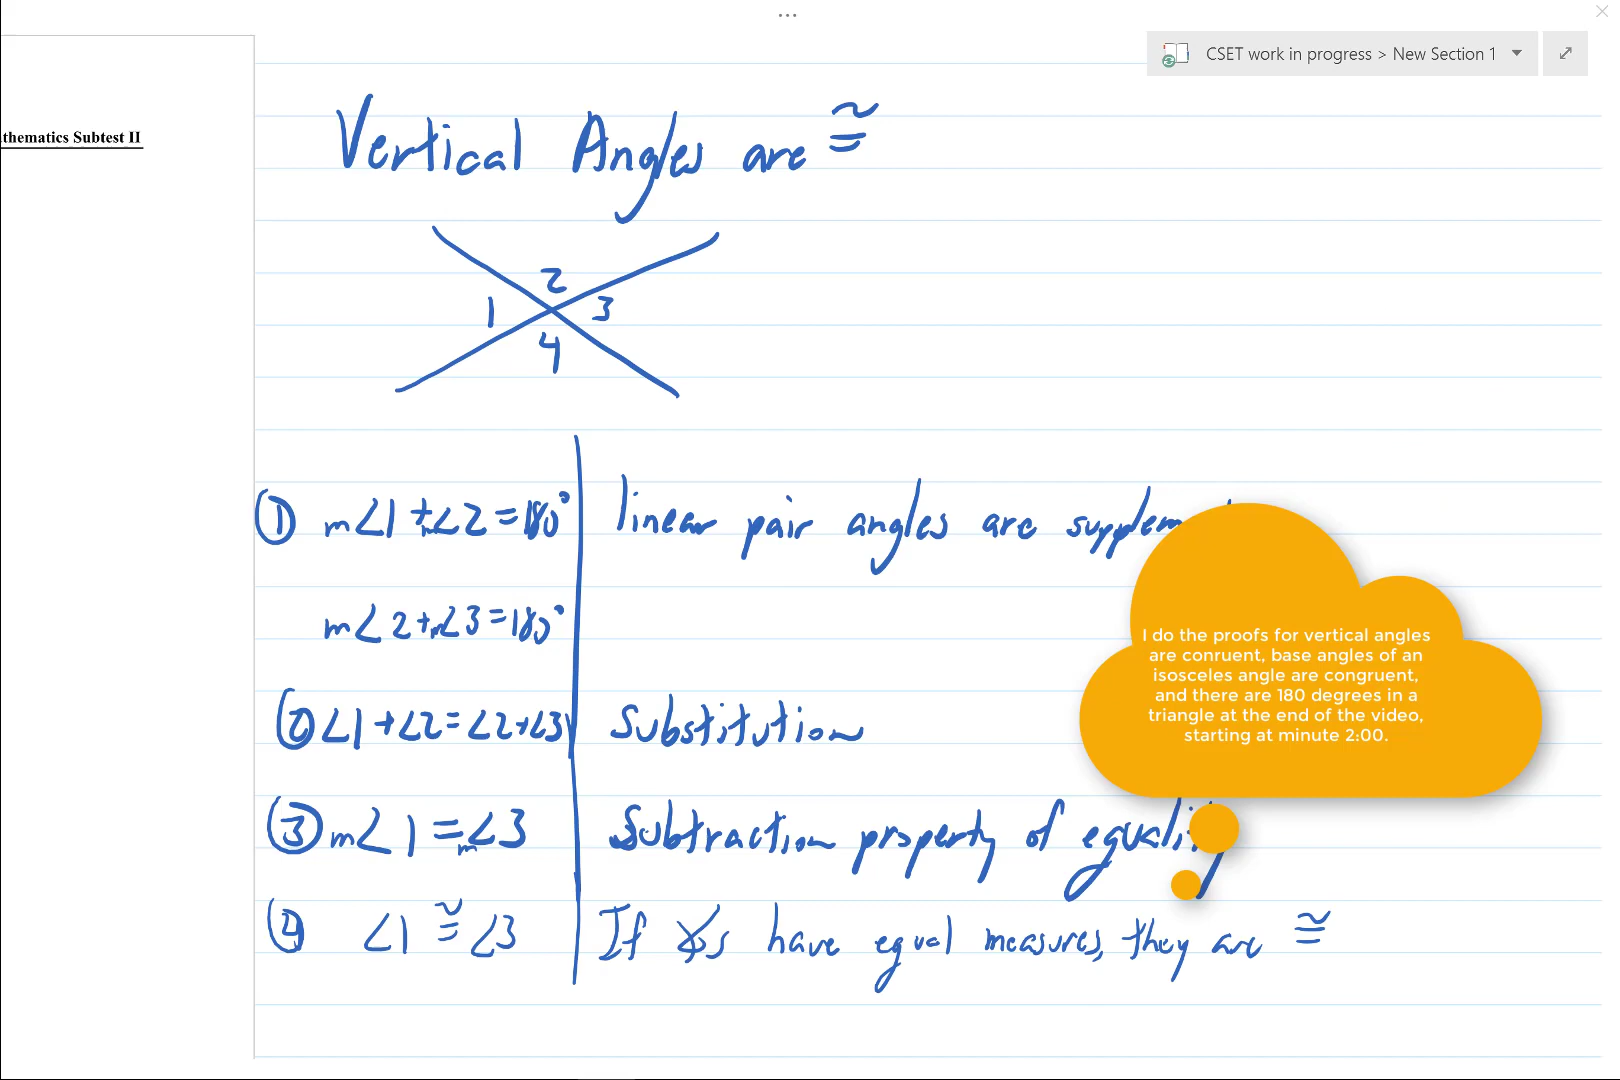 ...
CSET work in progress > New Section 1
thematics Subtest II
Vertical Angles are ≅
2
1 3
4
① m∠1 + m∠2 = 180° linear pair angles are supplem
m∠2 + m∠3 = 180°
② ∠1 + ∠2 = ∠2 + ∠3 Substitution
③ m∠1 = m∠3 Subtraction property of equality
④ ∠1 ≅ ∠3 If ∠s have equal measures, they are ≅
I do the proofs for vertical angles
are conruent, base angles of an
isosceles angle are congruent,
and there are 180 degrees in a
triangle at the end of the video,
starting at minute 2:00.